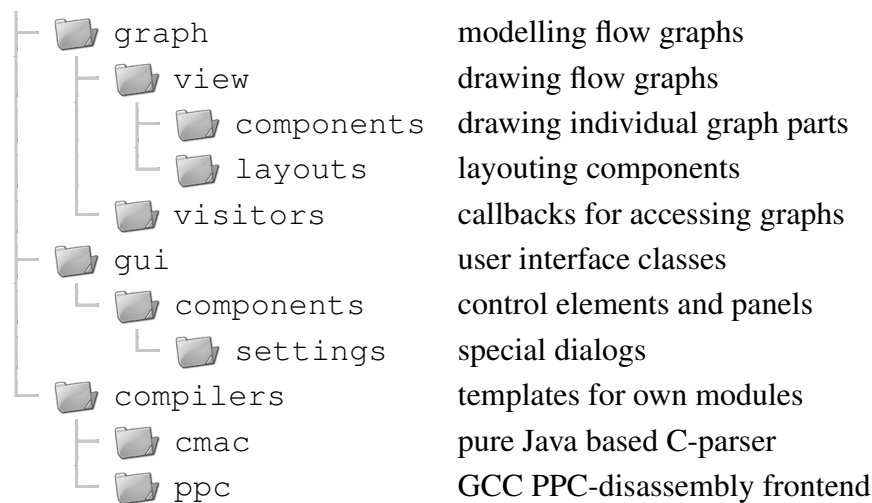 graph modelling flow graphs
view drawing flow graphs
components drawing individual graph parts
layouts layouting components
visitors callbacks for accessing graphs
gui user interface classes
components control elements and panels
settings special dialogs
compilers templates for own modules
cmac pure Java based C-parser
ppc GCC PPC-disassembly frontend